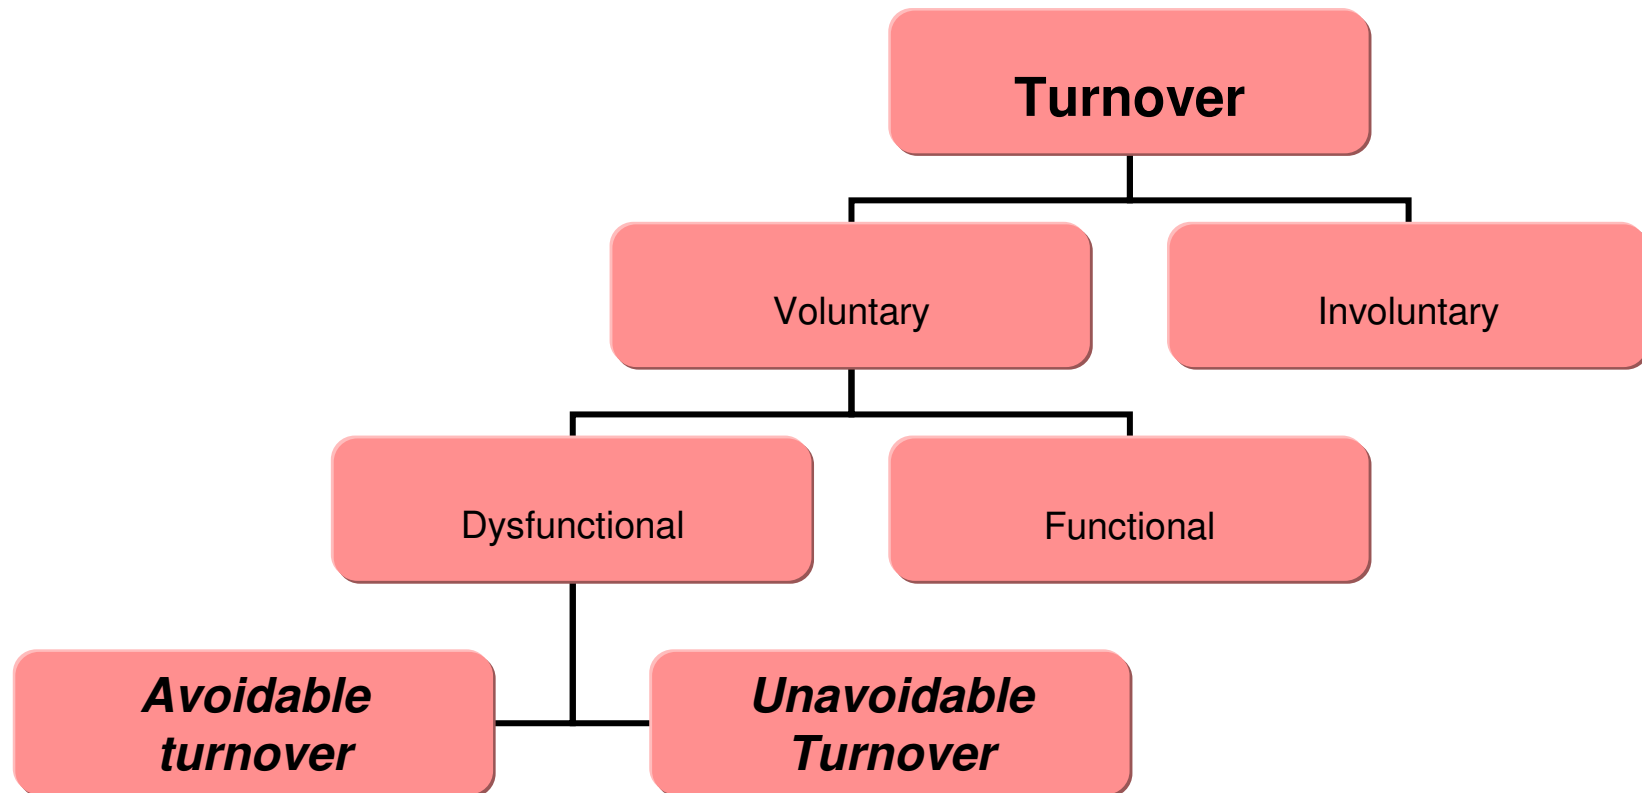 Turnover
Voluntary
Involuntary
Dysfunctional
Functional
Avoidable
turnover
Unavoidable
Turnover